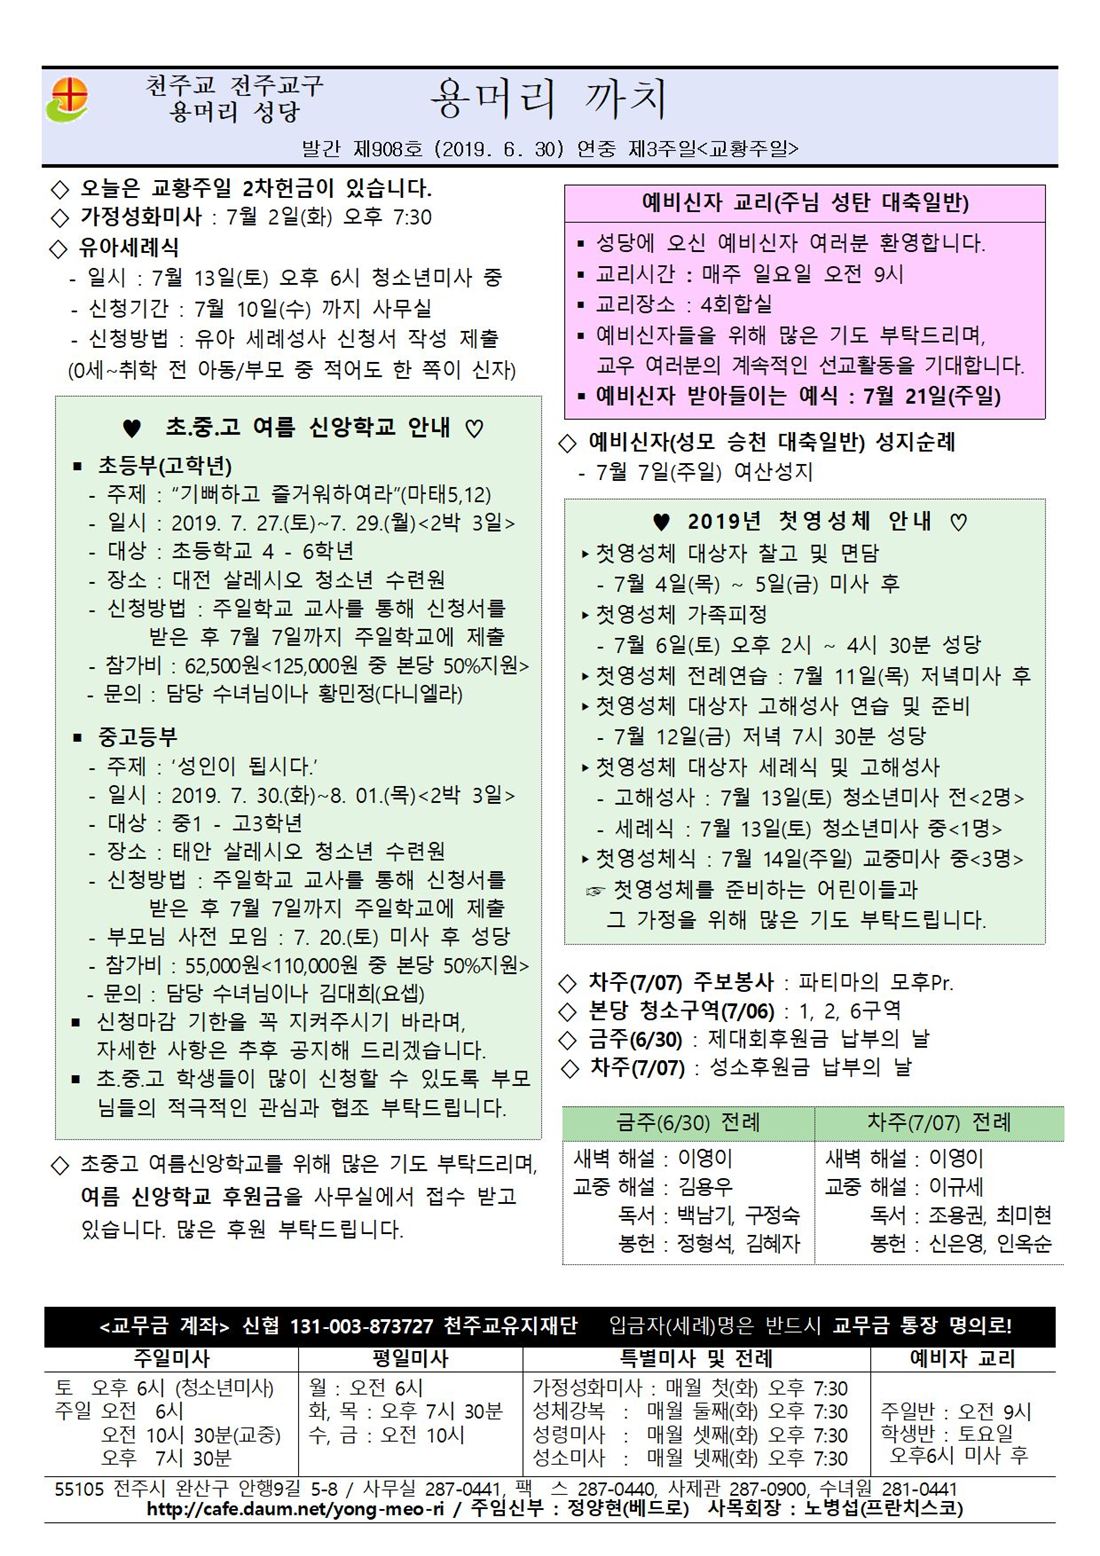 천주교 전주교구
용머리 성당
용머리 까치
발간 제908호 (2019. 6. 30) 연중 제3주일<교황주일>
◇ 오늘은 교황주일 2차헌금이 있습니다.
◇ 가정성화미사 : 7월 2일(화) 오후 7:30
◇ 유아세례식
- 일시 : 7월 13일(토) 오후 6시 청소년미사 중
- 신청기간 : 7월 10일(수) 까지 사무실
- 신청방법 : 유아 세례성사 신청서 작성 제출
(0세~취학 전 아동/부모 중 적어도 한 쪽이 신자)
♥ 초.중.고 여름 신앙학교 안내 ♡
▪ 초등부(고학년)
- 주제 : “기뻐하고 즐거워하여라”(마태5,12)
- 일시 : 2019. 7. 27.(토)~7. 29.(월)<2박 3일>
- 대상 : 초등학교 4 - 6학년
- 장소 : 대전 살레시오 청소년 수련원
- 신청방법 : 주일학교 교사를 통해 신청서를
받은 후 7월 7일까지 주일학교에 제출
- 참가비 : 62,500원<125,000원 중 본당 50%지원>
- 문의 : 담당 수녀님이나 황민정(다니엘라)
▪ 중고등부
- 주제 : ‘성인이 됩시다.’
- 일시 : 2019. 7. 30.(화)~8. 01.(목)<2박 3일>
- 대상 : 중1 - 고3학년
- 장소 : 태안 살레시오 청소년 수련원
- 신청방법 : 주일학교 교사를 통해 신청서를
받은 후 7월 7일까지 주일학교에 제출
- 부모님 사전 모임 : 7. 20.(토) 미사 후 성당
- 참가비 : 55,000원<110,000원 중 본당 50%지원>
- 문의 : 담당 수녀님이나 김대희(요셉)
▪ 신청마감 기한을 꼭 지켜주시기 바라며,
자세한 사항은 추후 공지해 드리겠습니다.
▪ 초.중.고 학생들이 많이 신청할 수 있도록 부모
님들의 적극적인 관심과 협조 부탁드립니다.
◇ 초중고 여름신앙학교를 위해 많은 기도 부탁드리며,
여름 신앙학교 후원금을 사무실에서 접수 받고
있습니다. 많은 후원 부탁드립니다.
예비신자 교리(주님 성탄 대축일반)
▪ 성당에 오신 예비신자 여러분 환영합니다.
▪ 교리시간 : 매주 일요일 오전 9시
▪ 교리장소 : 4회합실
▪ 예비신자들을 위해 많은 기도 부탁드리며,
교우 여러분의 계속적인 선교활동을 기대합니다.
▪ 예비신자 받아들이는 예식 : 7월 21일(주일)
◇ 예비신자(성모 승천 대축일반) 성지순례
- 7월 7일(주일) 여산성지
♥ 2019년 첫영성체 안내 ♡
▸첫영성체 대상자 찰고 및 면담
- 7월 4일(목) ~ 5일(금) 미사 후
▸첫영성체 가족피정
- 7월 6일(토) 오후 2시 ~ 4시 30분 성당
▸첫영성체 전례연습 : 7월 11일(목) 저녁미사 후
▸첫영성체 대상자 고해성사 연습 및 준비
- 7월 12일(금) 저녁 7시 30분 성당
▸첫영성체 대상자 세례식 및 고해성사
- 고해성사 : 7월 13일(토) 청소년미사 전<2명>
- 세례식 : 7월 13일(토) 청소년미사 중<1명>
▸첫영성체식 : 7월 14일(주일) 교중미사 중<3명>
☞ 첫영성체를 준비하는 어린이들과
그 가정을 위해 많은 기도 부탁드립니다.
◇ 차주(7/07) 주보봉사 : 파티마의 모후Pr.
◇ 본당 청소구역(7/06) : 1, 2, 6구역
◇ 금주(6/30) : 제대회후원금 납부의 날
◇ 차주(7/07) : 성소후원금 납부의 날
금주(6/30) 전례 차주(7/07) 전례
새벽 해설 : 이영이 새벽 해설 : 이영이
교중 해설 : 김용우 교중 해설 : 이규세
독서 : 백남기, 구정숙 독서 : 조용권, 최미현
봉헌 : 정형석, 김혜자 봉헌 : 신은영, 인옥순
<교무금 계좌> 신협 131-003-873727 천주교유지재단 입금자(세례)명은 반드시 교무금 통장 명의로!
주일미사 평일미사 특별미사 및 전례 예비자 교리
토 오후 6시 (청소년미사) 월 : 오전 6시 가정성화미사 : 매월 첫(화) 오후 7:30
주일 오전 6시 화, 목 : 오후 7시 30분 성체강복 : 매월 둘째(화) 오후 7:30 주일반 : 오전 9시
오전 10시 30분(교중) 수, 금 : 오전 10시 성령미사 : 매월 셋째(화) 오후 7:30 학생반 : 토요일
오후 7시 30분 성소미사 : 매월 넷째(화) 오후 7:30 오후6시 미사 후
55105 전주시 완산구 안행9길 5-8 / 사무실 287-0441, 팩 스 287-0440, 사제관 287-0900, 수녀원 281-0441
http://cafe.daum.net/yong-meo-ri / 주임신부 : 정양현(베드로) 사목회장 : 노병섭(프란치스코)